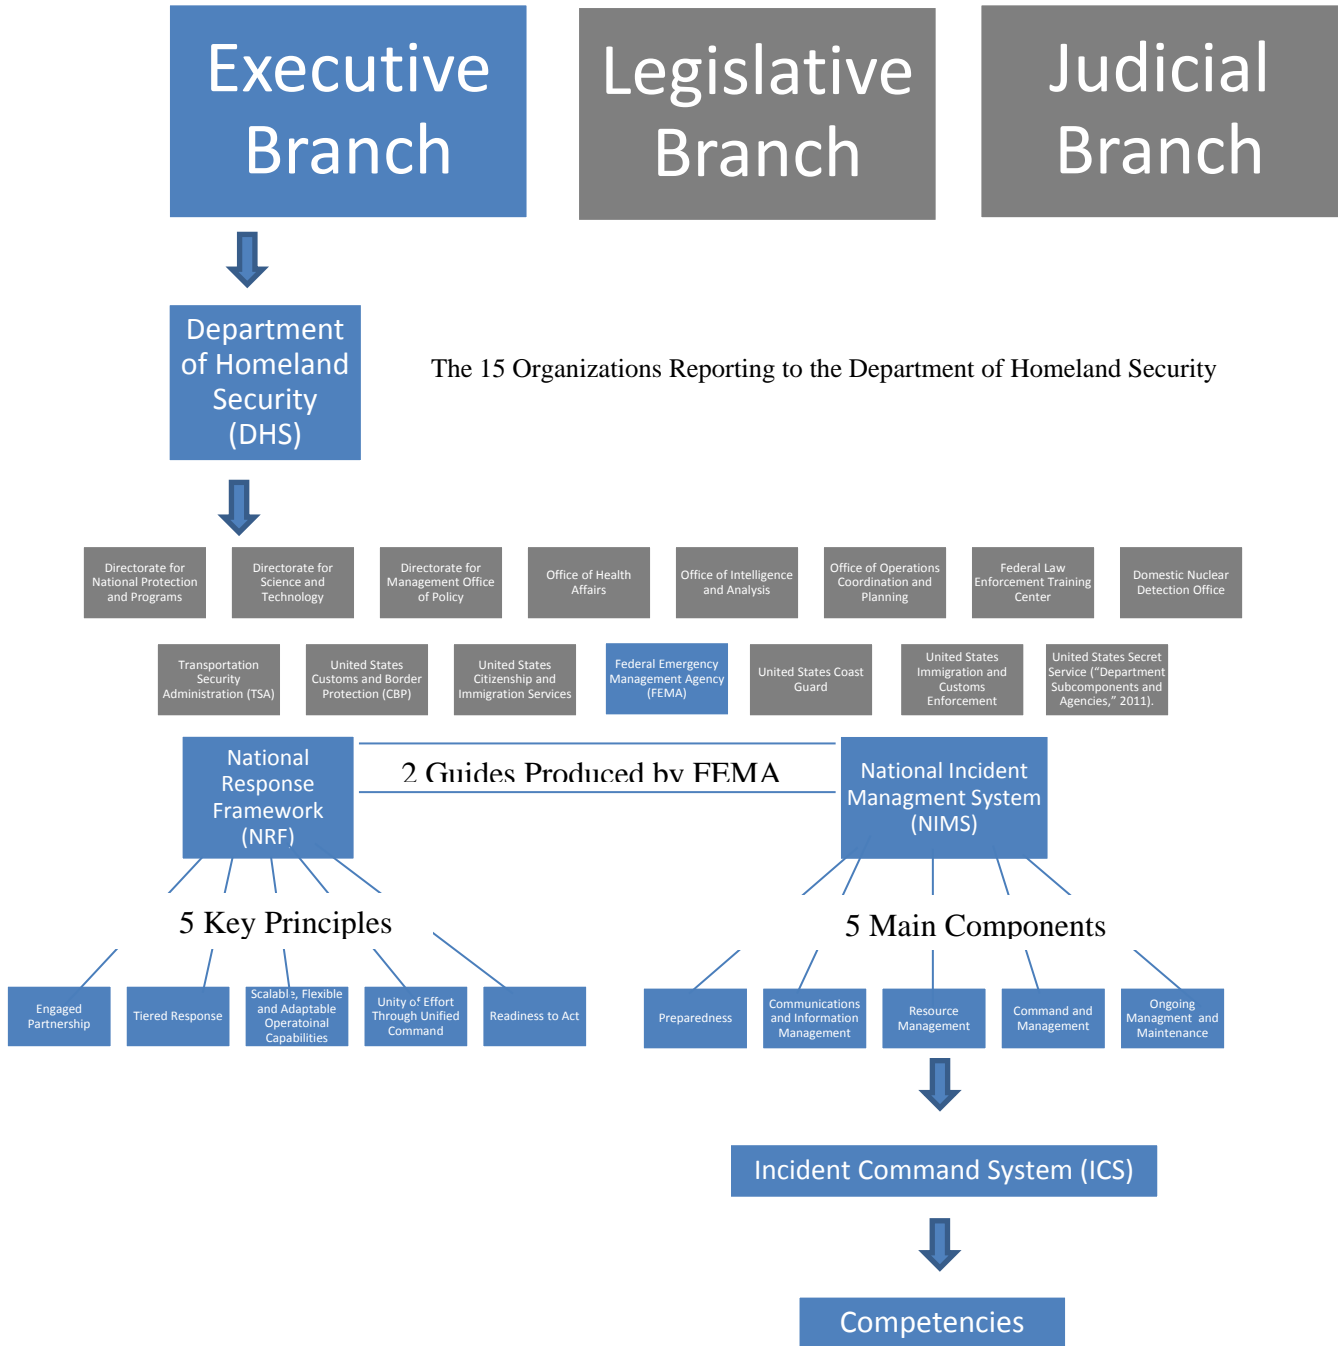 Executive
Branch
Legislative
Branch
Judicial
Branch
Department
of Homeland
Security
(DHS)
The 15 Organizations Reporting to the Department of Homeland Security
Directorate for
National Protection
and Programs
Directorate for
Science and
Technology
Directorate for
Management Office
of Policy
Office of Health
Affairs
Office of Intelligence
and Analysis
Office of Operations
Coordination and
Planning
Federal Law
Enforcement Training
Center
Domestic Nuclear
Detection Office
Transportation
Security
Administration (TSA)
United States
Customs and Border
Protection (CBP)
United States
Citizenship and
Immigration Services
Federal Emergency
Management Agency
(FEMA)
United States Coast
Guard
United States
Immigration and
Customs
Enforcement
United States Secret
Service (“Department
Subcomponents and
Agencies,” 2011).
National
Response
Framework
(NRF)
2 Guides Produced by FEMA
National Incident
Managment System
(NIMS)
5 Key Principles
5 Main Components
Engaged
Partnership
Tiered Response
Scalable, Flexible
and Adaptable
Operatoinal
Capabilities
Unity of Effort
Through Unified
Command
Readiness to Act
Preparedness
Communications
and Information
Management
Resource
Management
Command and
Management
Ongoing
Managment and
Maintenance
Incident Command System (ICS)
Competencies